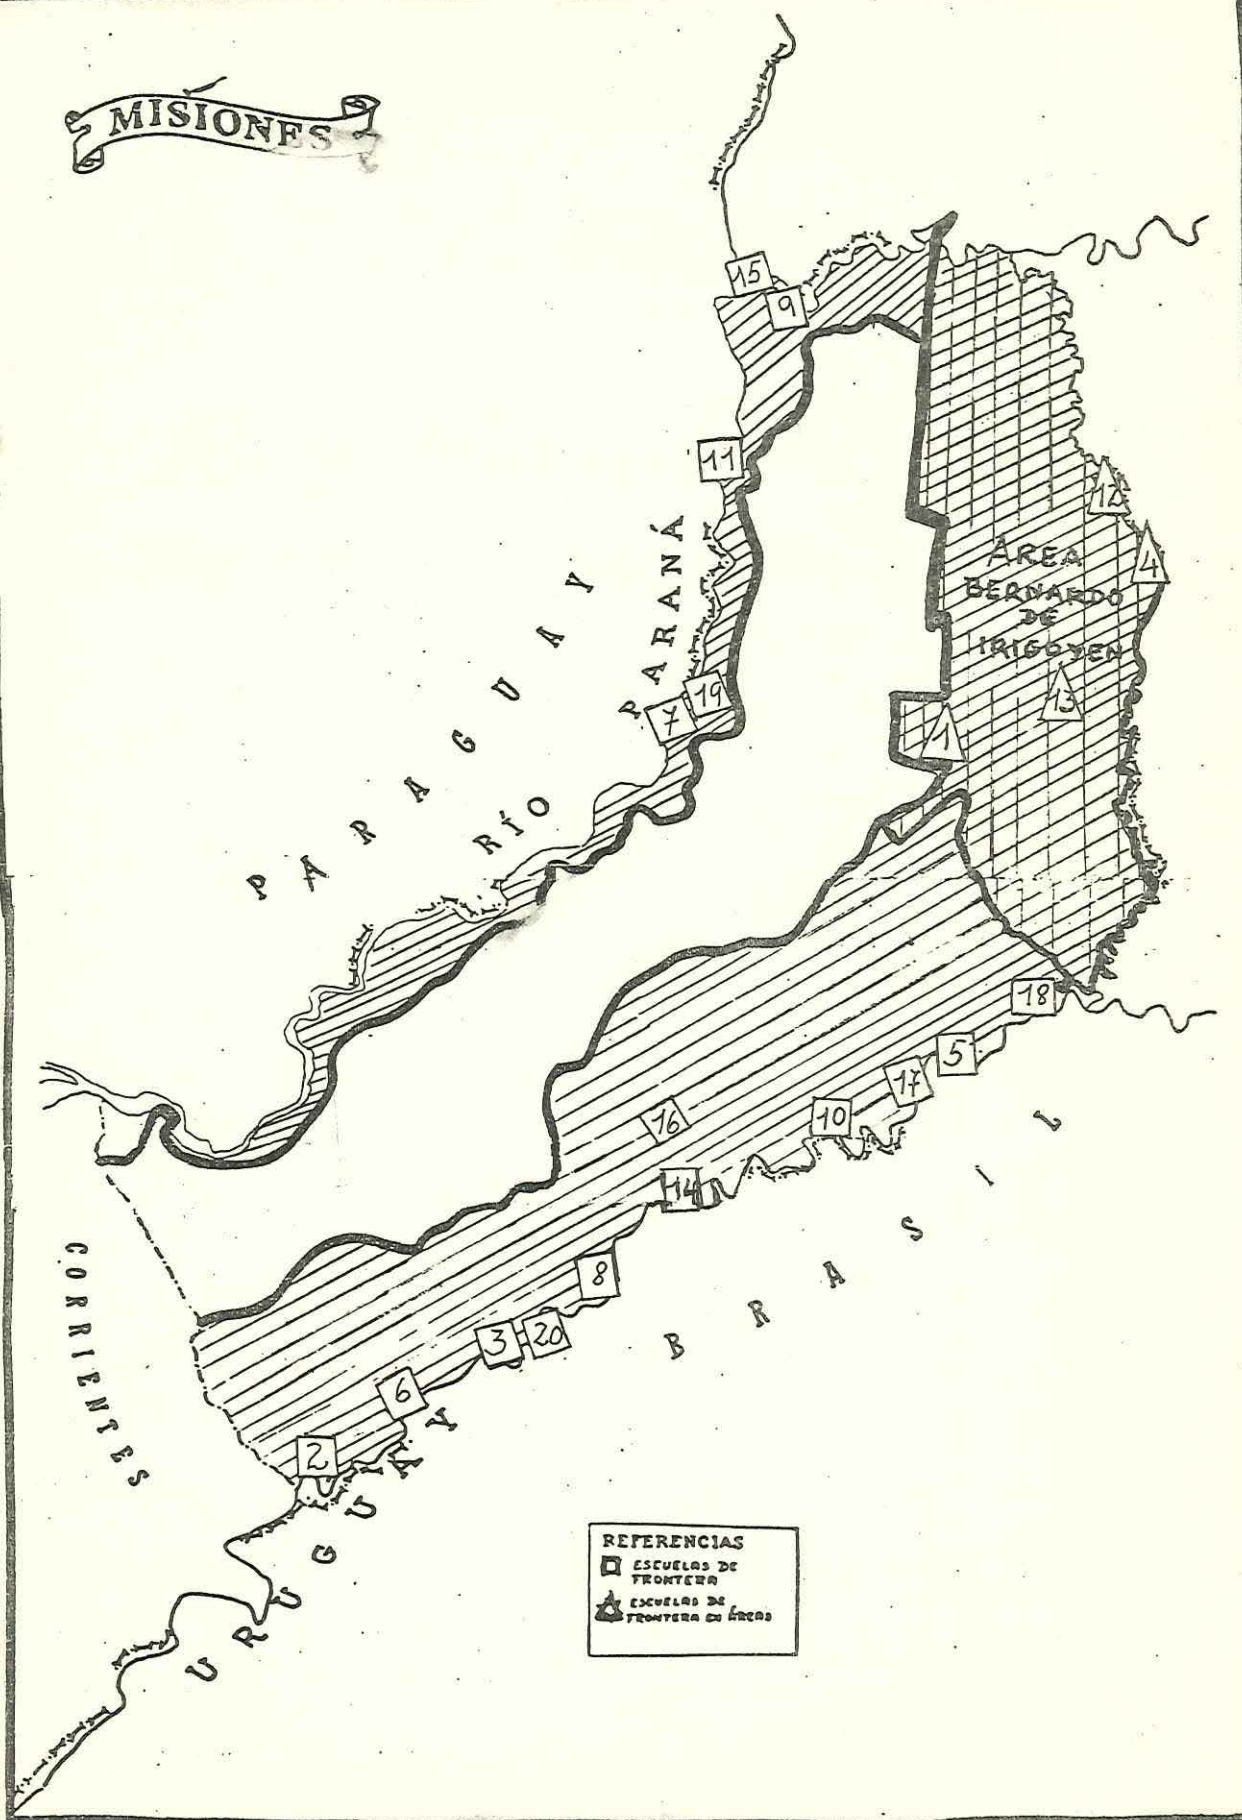 MISIONES
15
9
11
12
4
ÁREA
BERNARDO
DE
IRIGOYEN
13
1
19
7
PARAGUAY
RÍO PARANÁ
18
5
17
10
16
14
8
3
20
6
2
CORRIENTES
BRASIL
URUGUAY
REFERENCIAS
ESCUELAS DE
FRONTERA
ESCUELAS DE
FRONTERA EN ÁREAS